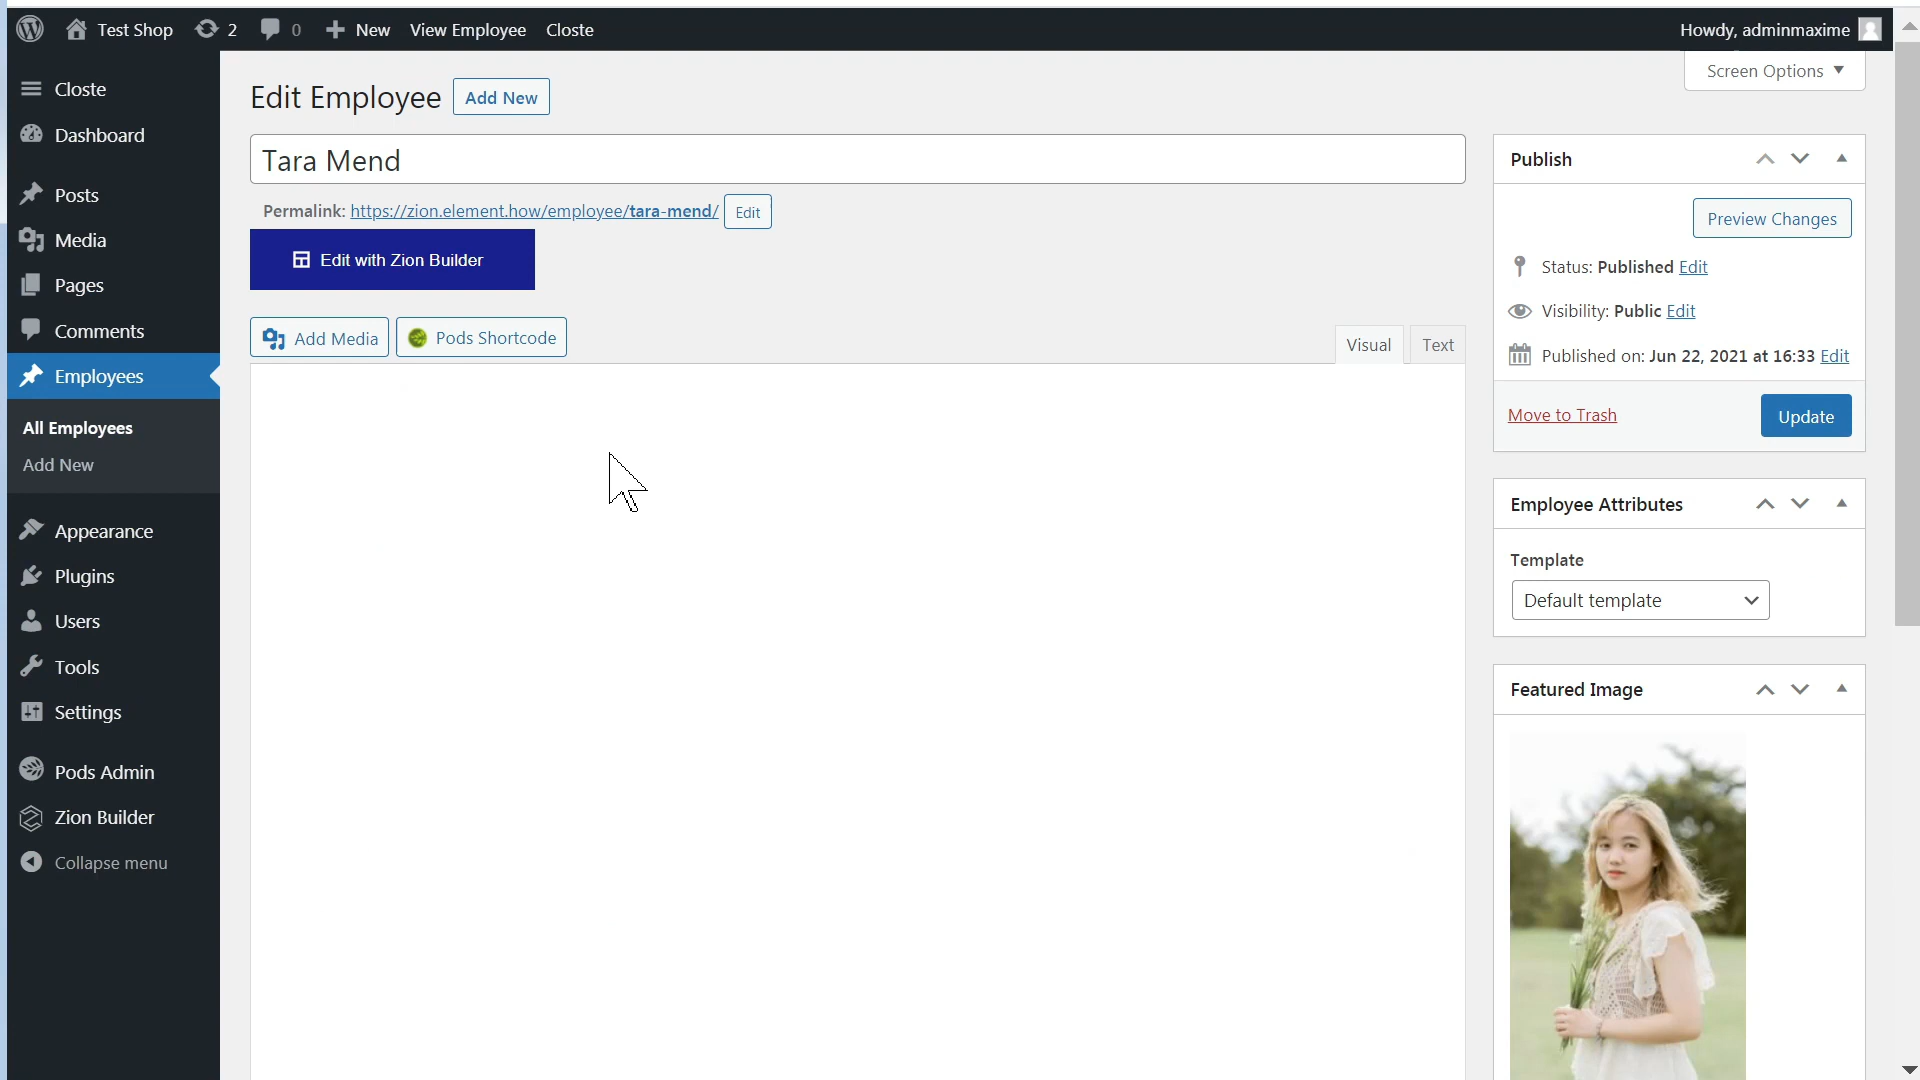 Test Shop 2 0 New View Employee Closte Howdy, adminmaxime
Screen Options
Closte
Dashboard
Posts
Media
Pages
Comments
Employees
All Employees
Add New
Appearance
Plugins
Users
Tools
Settings
Pods Admin
Zion Builder
Collapse menu
Edit Employee Add New
Tara Mend
Permalink: https://zion.element.how/employee/tara-mend/ Edit
Edit with Zion Builder
Add Media Pods Shortcode Visual Text
Publish
Preview Changes
Status: Published Edit
Visibility: Public Edit
Published on: Jun 22, 2021 at 16:33 Edit
Move to Trash Update
Employee Attributes
Template
Default template
Featured Image